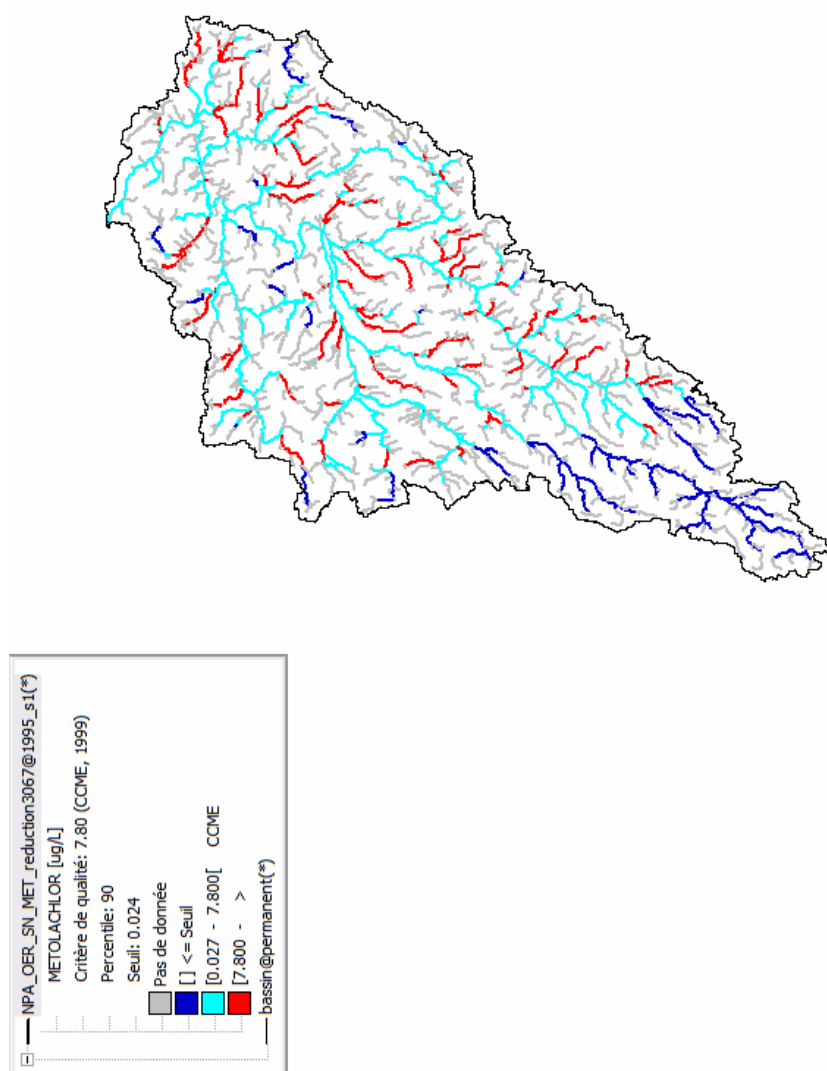 NPA_OER_SN_MET_reduction3067@1995_s1(*)
METOLACHLOR [ug/L]
Critère de qualité: 7.80 (CCME, 1999)
Percentile: 90
Seuil: 0.024
Pas de donnée
[ ] <= Seuil
[0.027 - 7.800[ CCME
[7.800 - >
bassin@permanent(*)